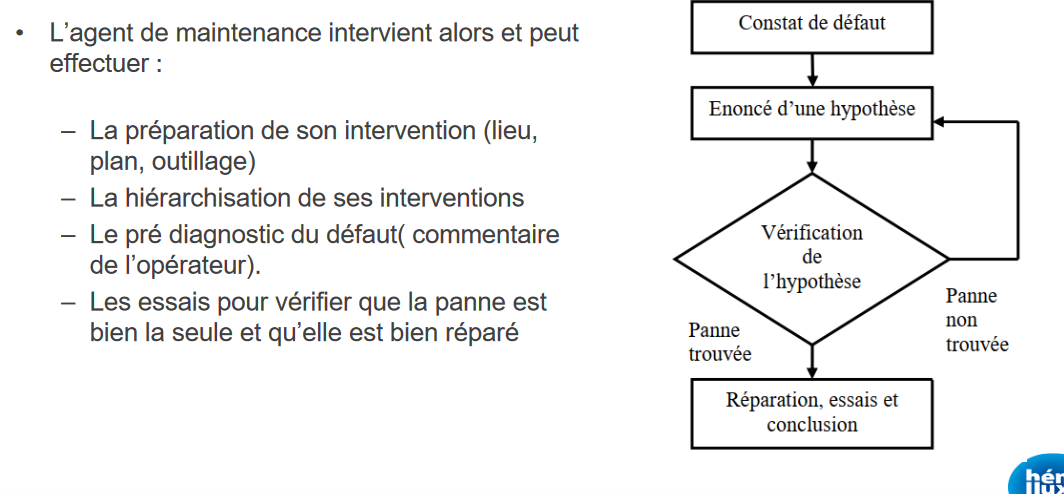 • L’agent de maintenance intervient alors et peut
effectuer :
– La préparation de son intervention (lieu,
plan, outillage)
– La hiérarchisation de ses interventions
– Le pré diagnostic du défaut( commentaire
de l’opérateur).
– Les essais pour vérifier que la panne est
bien la seule et qu’elle est bien réparé
Constat de défaut
Enoncé d’une hypothèse
Vérification
de
l’hypothèse
Panne
non
trouvée
Panne
trouvée
Réparation, essais et
conclusion